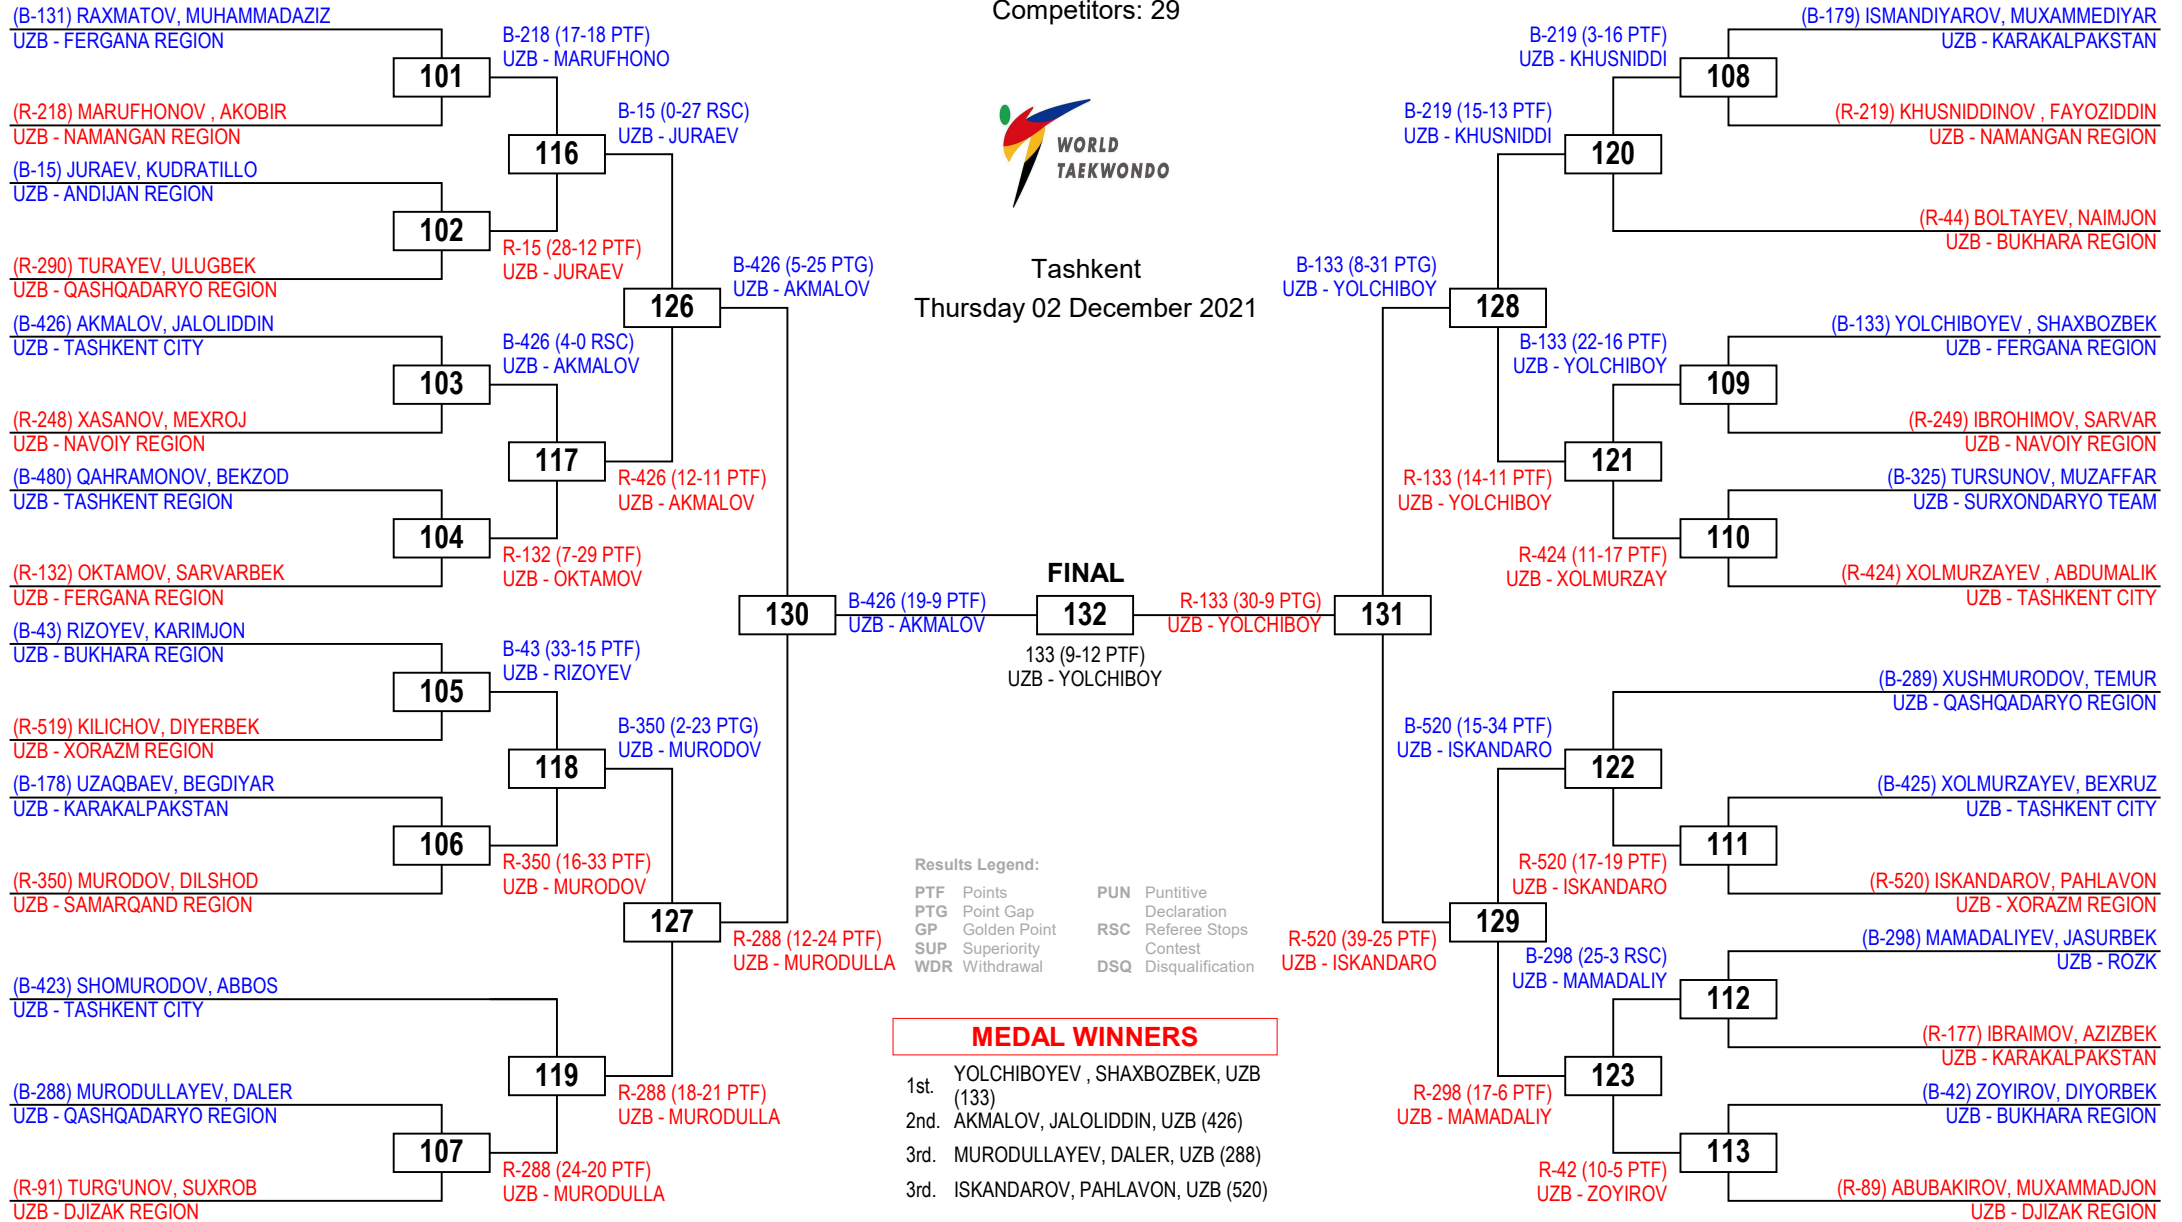 Competitors: 29
WORLD
TAEKWONDO
Tashkent
Thursday 02 December 2021
(B-131) RAXMATOV, MUHAMMADAZIZ
UZB - FERGANA REGION
101
(R-218) MARUFHONOV , AKOBIR
UZB - NAMANGAN REGION
(B-15) JURAEV, KUDRATILLO
UZB - ANDIJAN REGION
102
(R-290) TURAYEV, ULUGBEK
UZB - QASHQADARYO REGION
(B-426) AKMALOV, JALOLIDDIN
UZB - TASHKENT CITY
103
(R-248) XASANOV, MEXROJ
UZB - NAVOIY REGION
(B-480) QAHRAMONOV, BEKZOD
UZB - TASHKENT REGION
104
(R-132) OKTAMOV, SARVARBEK
UZB - FERGANA REGION
(B-43) RIZOYEV, KARIMJON
UZB - BUKHARA REGION
105
(R-519) KILICHOV, DIYERBEK
UZB - XORAZM REGION
(B-178) UZAQBAEV, BEGDIYAR
UZB - KARAKALPAKSTAN
106
(R-350) MURODOV, DILSHOD
UZB - SAMARQAND REGION
(B-423) SHOMURODOV, ABBOS
UZB - TASHKENT CITY
(B-288) MURODULLAYEV, DALER
UZB - QASHQADARYO REGION
107
(R-91) TURG'UNOV, SUXROB
UZB - DJIZAK REGION
B-218 (17-18 PTF)
UZB - MARUFHONO
116
R-15 (28-12 PTF)
UZB - JURAEV
B-426 (4-0 RSC)
UZB - AKMALOV
117
R-132 (7-29 PTF)
UZB - OKTAMOV
B-43 (33-15 PTF)
UZB - RIZOYEV
118
R-350 (16-33 PTF)
UZB - MURODOV
119
R-288 (24-20 PTF)
UZB - MURODULLA
B-15 (0-27 RSC)
UZB - JURAEV
126
R-426 (12-11 PTF)
UZB - AKMALOV
B-350 (2-23 PTG)
UZB - MURODOV
127
R-288 (18-21 PTF)
UZB - MURODULLA
B-426 (5-25 PTG)
UZB - AKMALOV
130
R-288 (12-24 PTF)
UZB - MURODULLA
FINAL
B-426 (19-9 PTF)
UZB - AKMALOV
132
R-133 (30-9 PTG)
UZB - YOLCHIBOY
133 (9-12 PTF)
UZB - YOLCHIBOY
B-133 (8-31 PTG)
UZB - YOLCHIBOY
131
R-520 (39-25 PTF)
UZB - ISKANDARO
B-219 (15-13 PTF)
UZB - KHUSNIDDI
128
R-133 (14-11 PTF)
UZB - YOLCHIBOY
B-520 (15-34 PTF)
UZB - ISKANDARO
129
R-298 (17-6 PTF)
UZB - MAMADALIY
B-219 (3-16 PTF)
UZB - KHUSNIDDI
120
B-133 (22-16 PTF)
UZB - YOLCHIBOY
121
R-424 (11-17 PTF)
UZB - XOLMURZAY
122
R-520 (17-19 PTF)
UZB - ISKANDARO
B-298 (25-3 RSC)
UZB - MAMADALIY
123
R-42 (10-5 PTF)
UZB - ZOYIROV
(B-179) ISMANDIYAROV, MUXAMMEDIYAR
UZB - KARAKALPAKSTAN
108
(R-219) KHUSNIDDINOV , FAYOZIDDIN
UZB - NAMANGAN REGION
(R-44) BOLTAYEV, NAIMJON
UZB - BUKHARA REGION
(B-133) YOLCHIBOYEV , SHAXBOZBEK
UZB - FERGANA REGION
109
(R-249) IBROHIMOV, SARVAR
UZB - NAVOIY REGION
(B-325) TURSUNOV, MUZAFFAR
UZB - SURXONDARYO TEAM
110
(R-424) XOLMURZAYEV , ABDUMALIK
UZB - TASHKENT CITY
(B-289) XUSHMURODOV, TEMUR
UZB - QASHQADARYO REGION
(B-425) XOLMURZAYEV, BEXRUZ
UZB - TASHKENT CITY
111
(R-520) ISKANDAROV, PAHLAVON
UZB - XORAZM REGION
(B-298) MAMADALIYEV, JASURBEK
UZB - ROZK
112
(R-177) IBRAIMOV, AZIZBEK
UZB - KARAKALPAKSTAN
(B-42) ZOYIROV, DIYORBEK
UZB - BUKHARA REGION
113
(R-89) ABUBAKIROV, MUXAMMADJON
UZB - DJIZAK REGION
Results Legend:
PTF Points
PTG Point Gap
GP Golden Point
SUP Superiority
WDR Withdrawal
PUN Puntitive
Declaration
RSC Referee Stops
Contest
DSQ Disqualification
MEDAL WINNERS
1st. YOLCHIBOYEV , SHAXBOZBEK, UZB
(133)
2nd. AKMALOV, JALOLIDDIN, UZB (426)
3rd. MURODULLAYEV, DALER, UZB (288)
3rd. ISKANDAROV, PAHLAVON, UZB (520)